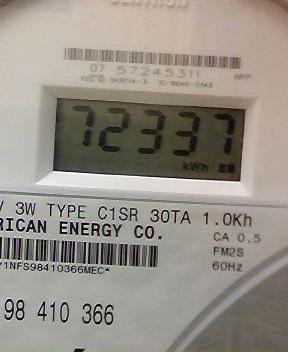 07 57245311
72337
kWh
3W TYPE C1SR 30TA 1.0Kh
RICAN ENERGY CO.
CA 0.5
FM2S
60Hz
98 410 366